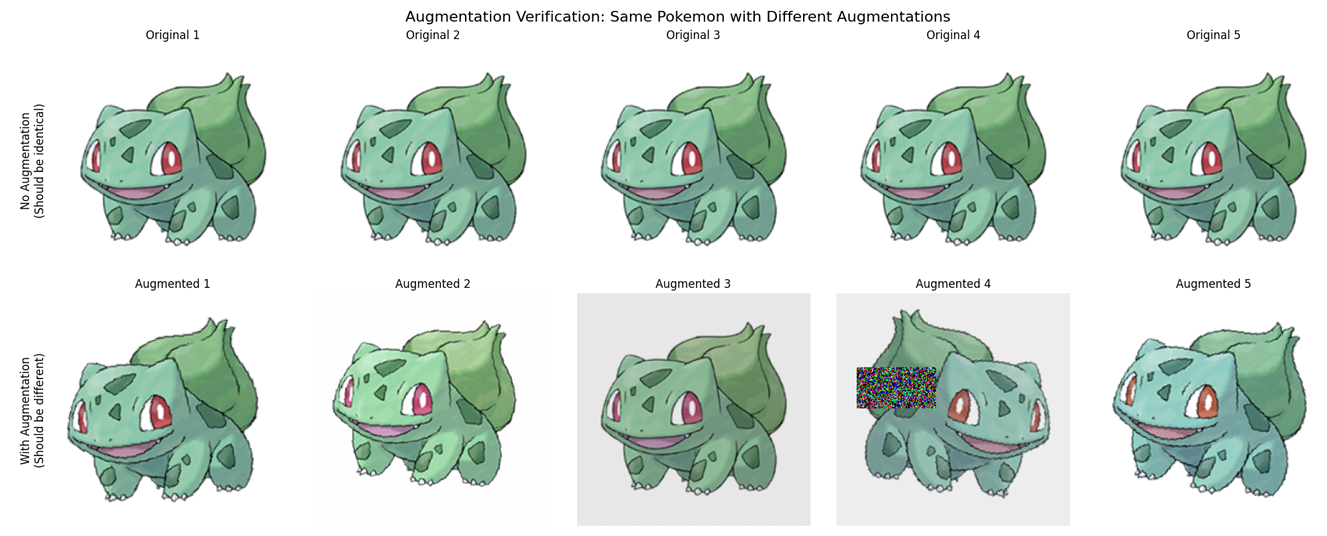 Augmentation Verification: Same Pokemon with Different Augmentations
Original 1
Original 2
Original 3
Original 4
Original 5
No Augmentation
(Should be identical)
Augmented 1
Augmented 2
Augmented 3
Augmented 4
Augmented 5
With Augmentation
(Should be different)